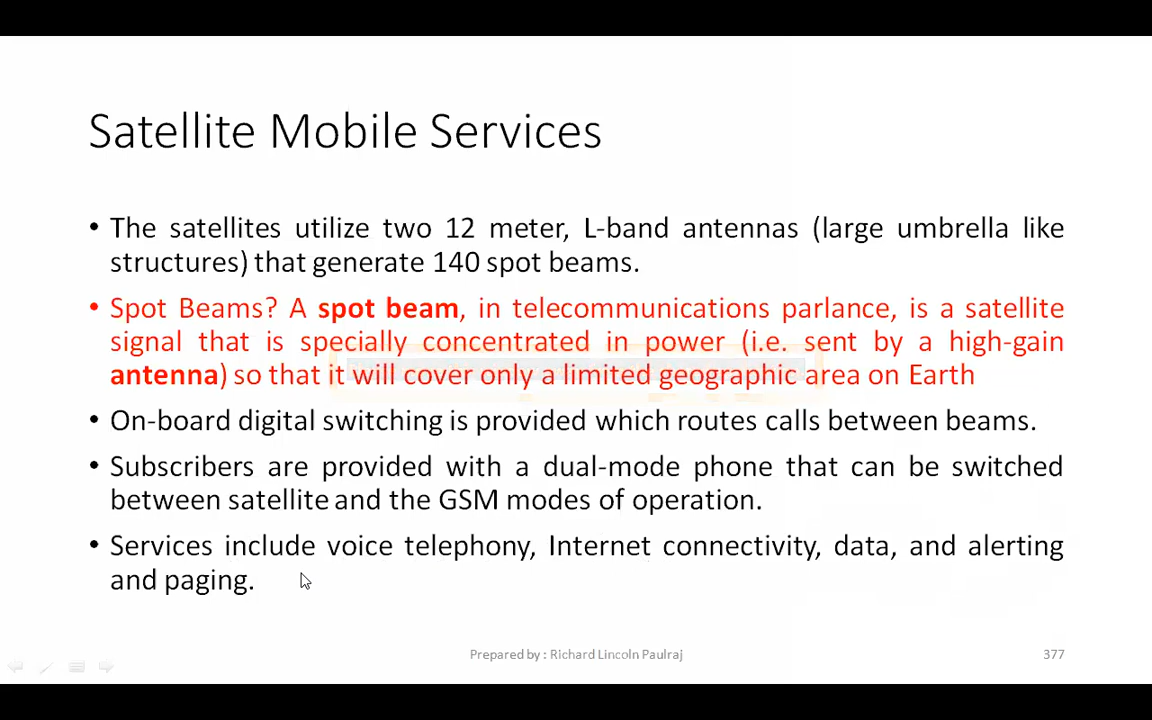 Satellite Mobile Services
• The satellites utilize two 12 meter, L-band antennas (large umbrella like
structures) that generate 140 spot beams.
• Spot Beams? A spot beam, in telecommunications parlance, is a satellite
signal that is specially concentrated in power (i.e. sent by a high-gain
antenna) so that it will cover only a limited geographic area on Earth
• On-board digital switching is provided which routes calls between beams.
• Subscribers are provided with a dual-mode phone that can be switched
between satellite and the GSM modes of operation.
• Services include voice telephony, Internet connectivity, data, and alerting
and paging.
Prepared by : Richard Lincoln Paulraj
377